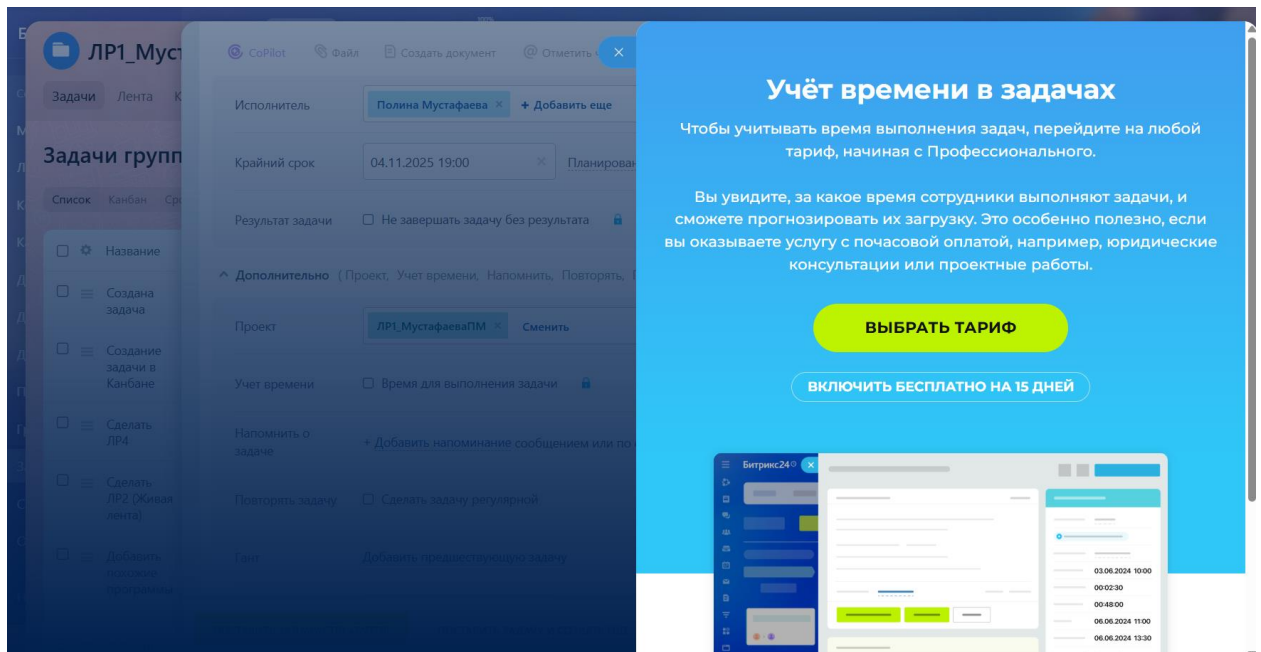 ЛР1_Муст
Задачи Лента К
Задачи групп
Список Канбан Сро
Название
Создана
задача
Создание
задачи в
Канбане
Сделать
ЛР4
Сделать
ЛР2 (Живая
лента)
Добавить
похожие
программы
CoPilot Файл Создать документ @ Отметить
Исполнитель Полина Мустафаева × + Добавить еще
Крайний срок 04.11.2025 19:00 × Планирован
Результат задачи Не завершать задачу без результата
Дополнительно (Проект, Учет времени, Напомнить, Повторять,
Проект ЛР1_МустафаеваПМ × Сменить
Учет времени Время для выполнения задачи
Напомнить о
задаче
+ Добавить напоминание сообщением или по
Повторять задачу Сделать задачу регулярной
Гант Добавить предшествующую задачу
Учёт времени в задачах
Чтобы учитывать время выполнения задач, перейдите на любой
тариф, начиная с Профессионального.
Вы увидите, за какое время сотрудники выполняют задачи, и
сможете прогнозировать их загрузку. Это особенно полезно, если
вы оказываете услугу с почасовой оплатой, например, юридические
консультации или проектные работы.
ВЫБРАТЬ ТАРИФ
ВКЛЮЧИТЬ БЕСПЛАТНО НА 15 ДНЕЙ
Битрикс24
03.06.2024 10:00
00:02:30
00:48:00
06.06.2024 11:00
06.06.2024 13:30